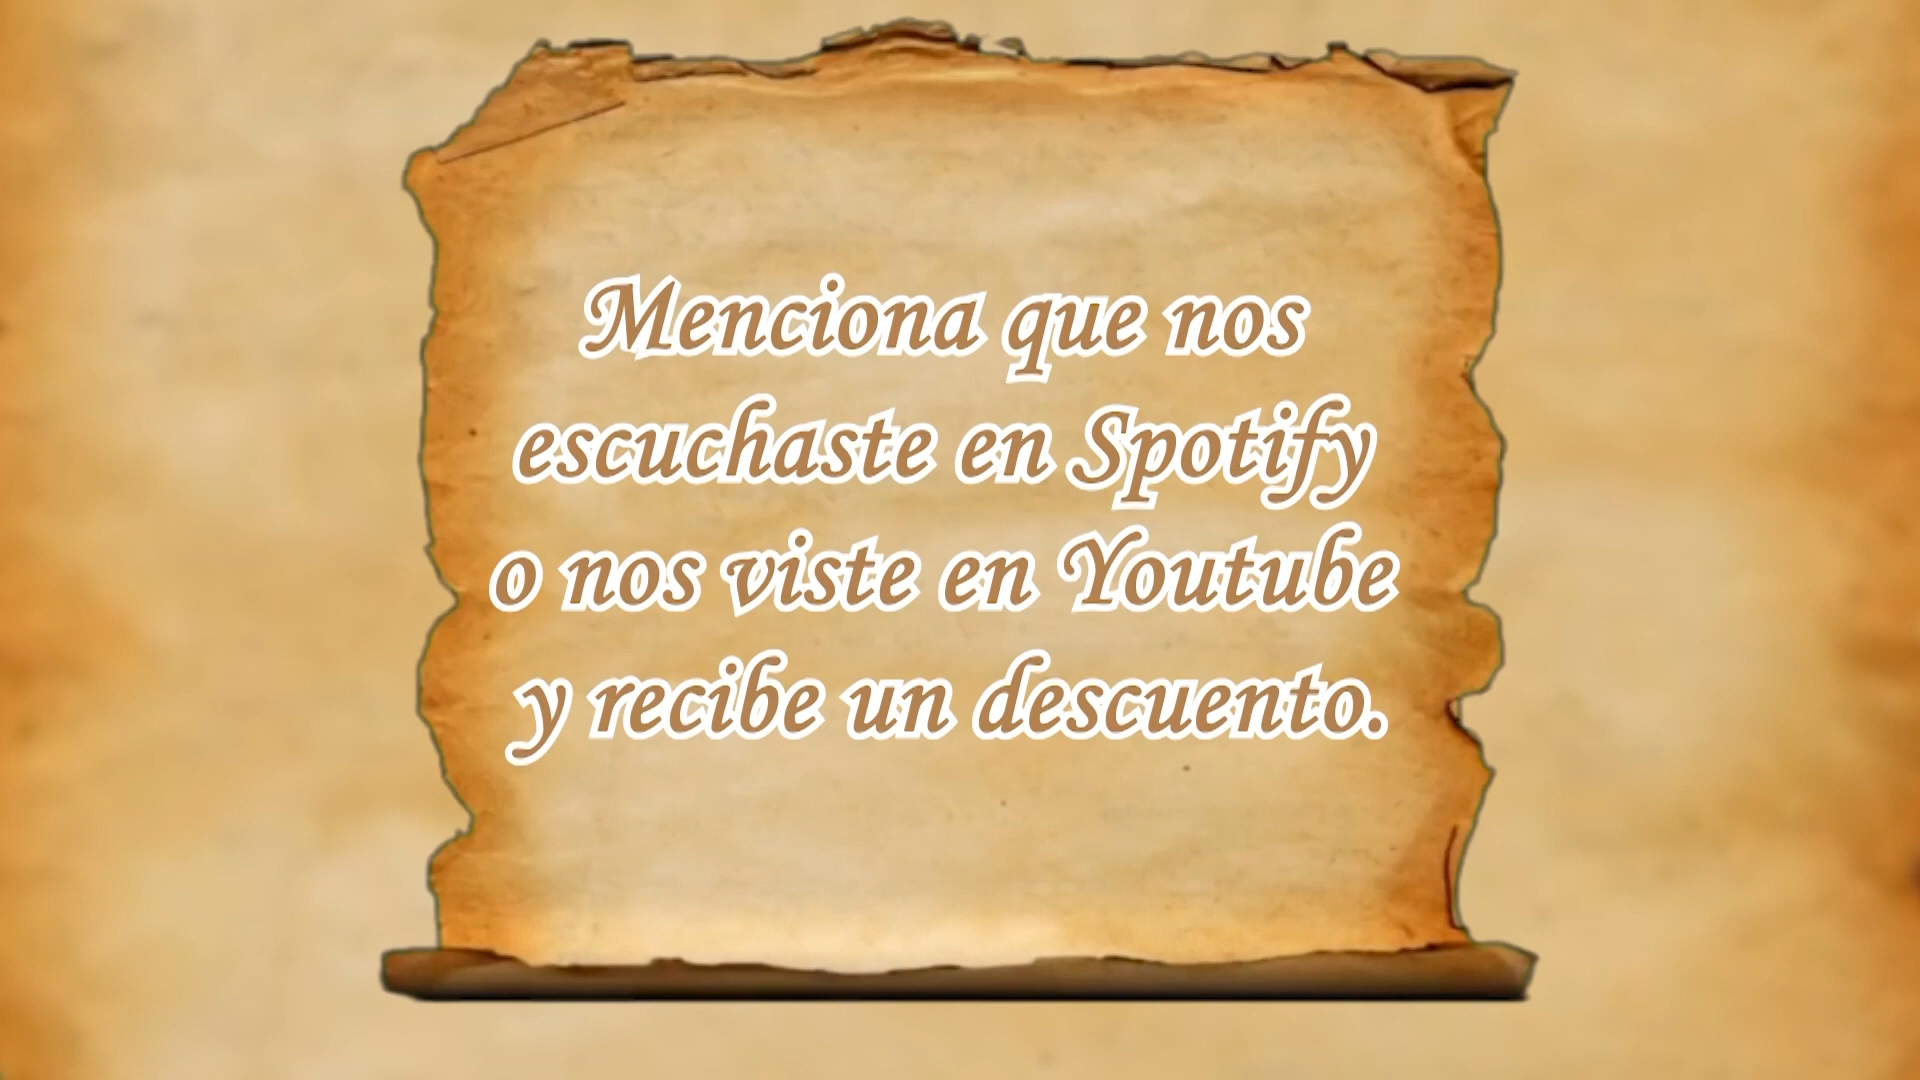 Menciona que nos
escuchaste en Spotify
o nos viste en Youtube
y recibe un descuento.